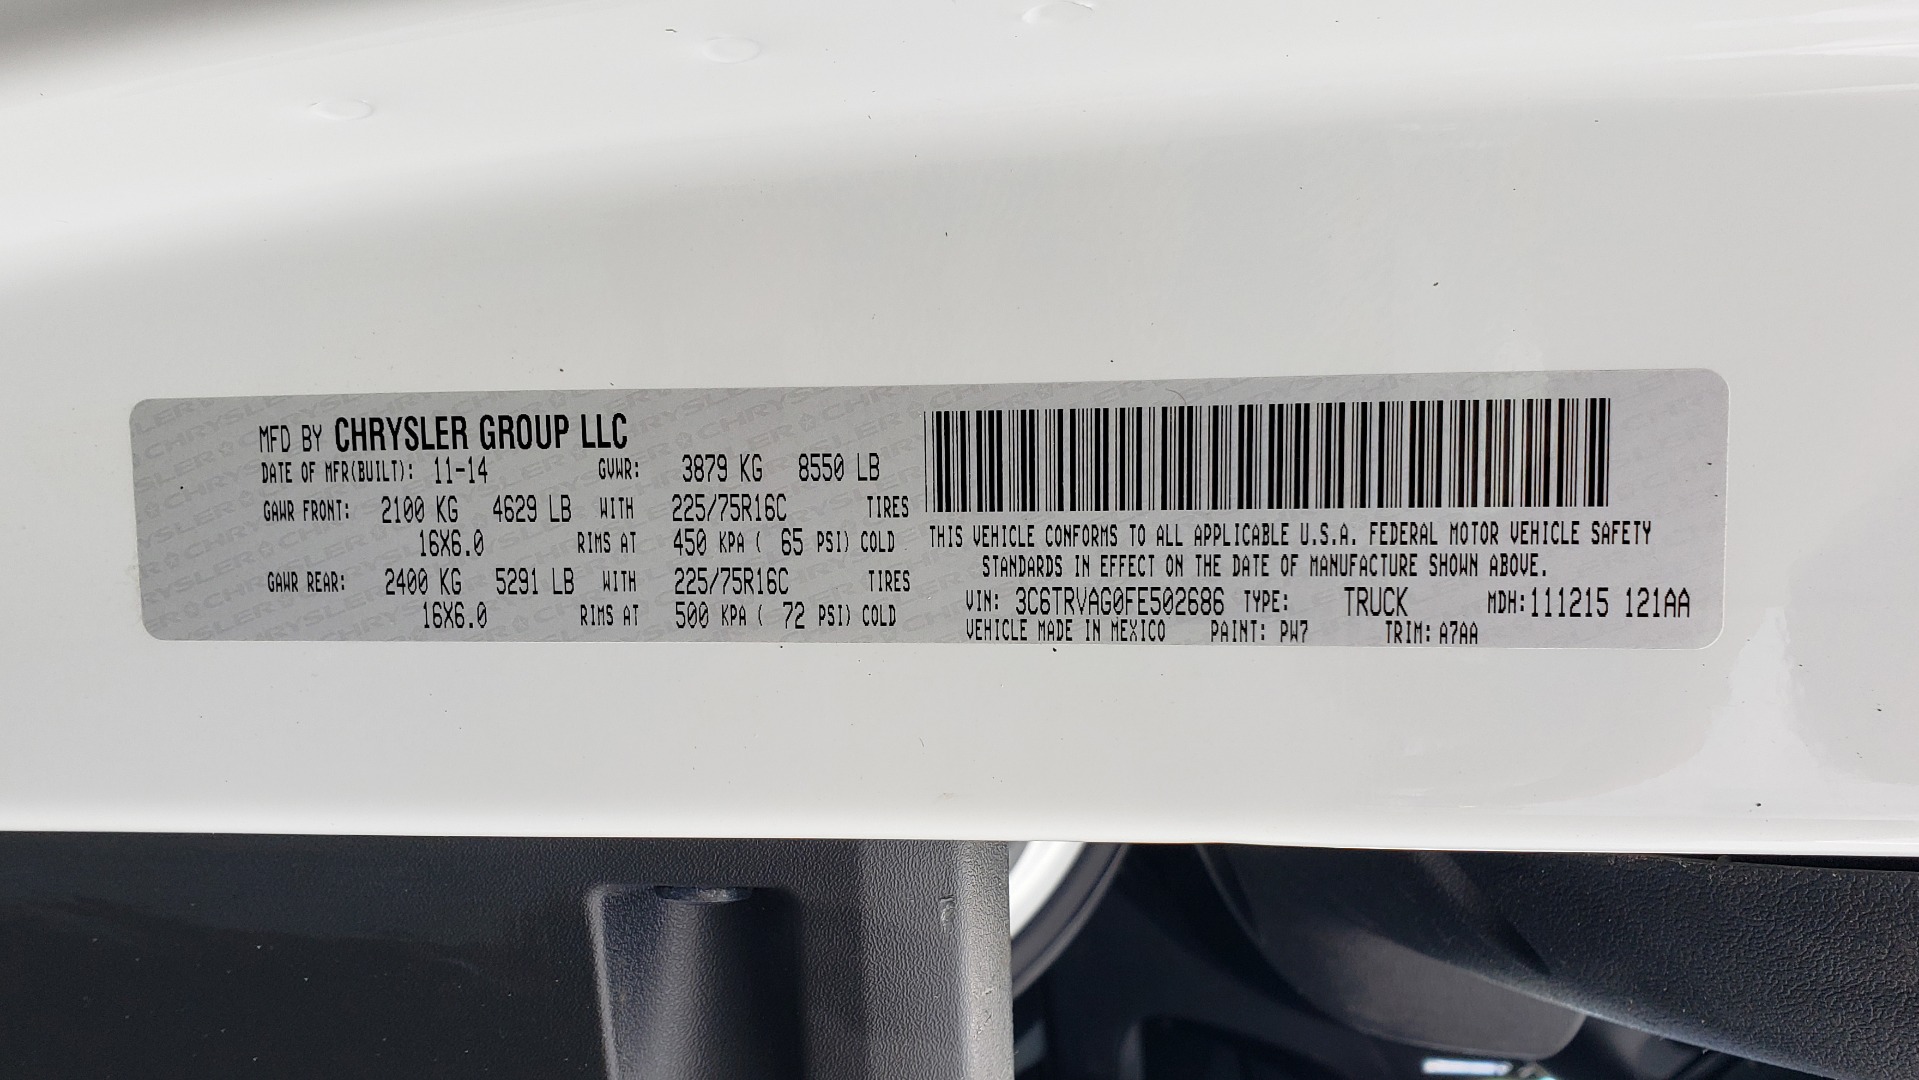 MFD BY CHRYSLER GROUP LLC
DATE OF MFR(BUILT): 11-14 GVWR: 3879 KG 8550 LB
GAWR FRONT: 2100 KG 4629 LB WITH 225/75R16C TIRES
16X6.0 RIMS AT 450 KPA ( 65 PSI) COLD
GAWR REAR: 2400 KG 5291 LB WITH 225/75R16C TIRES
16X6.0 RIMS AT 500 KPA ( 72 PSI) COLD
THIS VEHICLE CONFORMS TO ALL APPLICABLE U.S.A. FEDERAL MOTOR VEHICLE SAFETY
STANDARDS IN EFFECT ON THE DATE OF MANUFACTURE SHOWN ABOVE.
VIN: 3C6TRVAG0FE502686 TYPE: TRUCK MDH:111215 121AA
VEHICLE MADE IN MEXICO PAINT: PW7 TRIM: A7AA